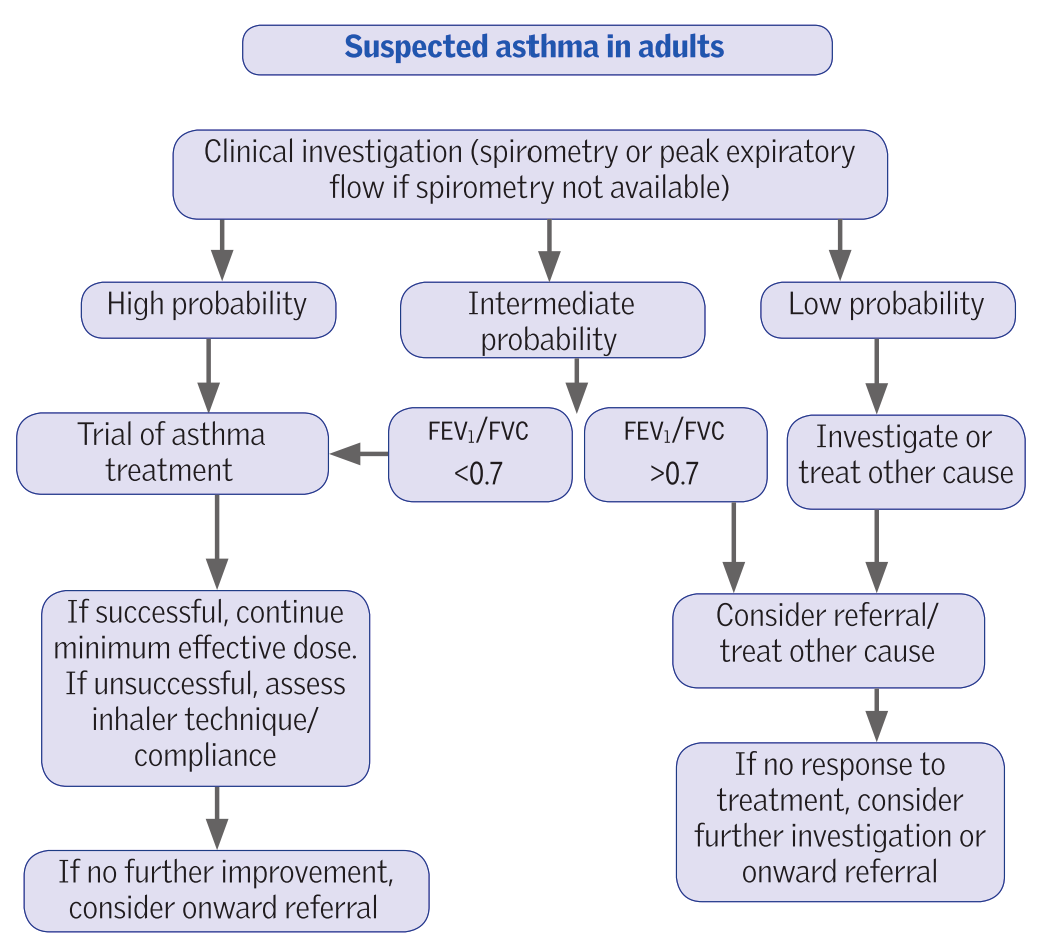 Suspected asthma in adults
Clinical investigation (spirometry or peak expiratory
flow if spirometry not available)
High probability
Intermediate
probability
Low probability
Trial of asthma
treatment
FEV₁/FVC
<0.7
FEV₁/FVC
>0.7
Investigate or
treat other cause
If successful, continue
minimum effective dose.
If unsuccessful, assess
inhaler technique/
compliance
Consider referral/
treat other cause
If no response to
treatment, consider
further investigation or
onward referral
If no further improvement,
consider onward referral